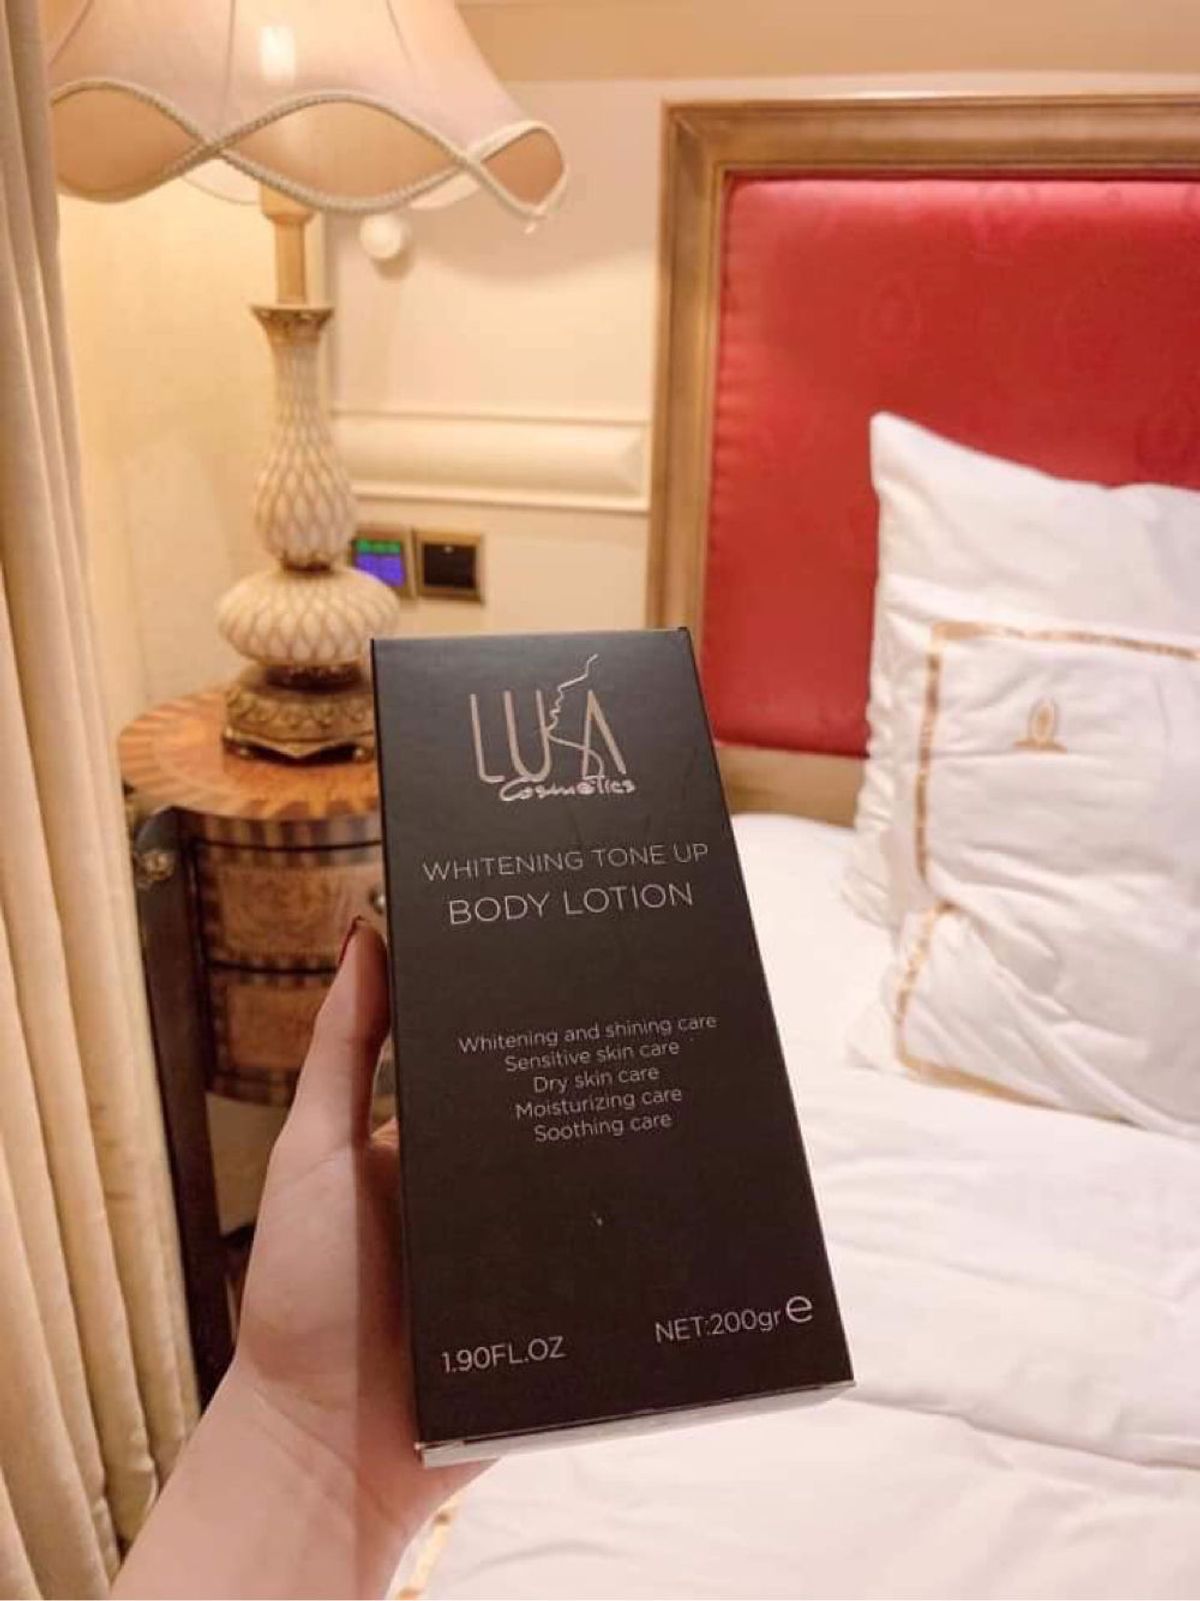 LUXA
Cosmetics
WHITENING TONE UP
BODY LOTION
Whitening and shining care
Sensitive skin care
Dry skin care
Moisturizing care
Soothing care
1.90FL.OZ
NET:200gr e